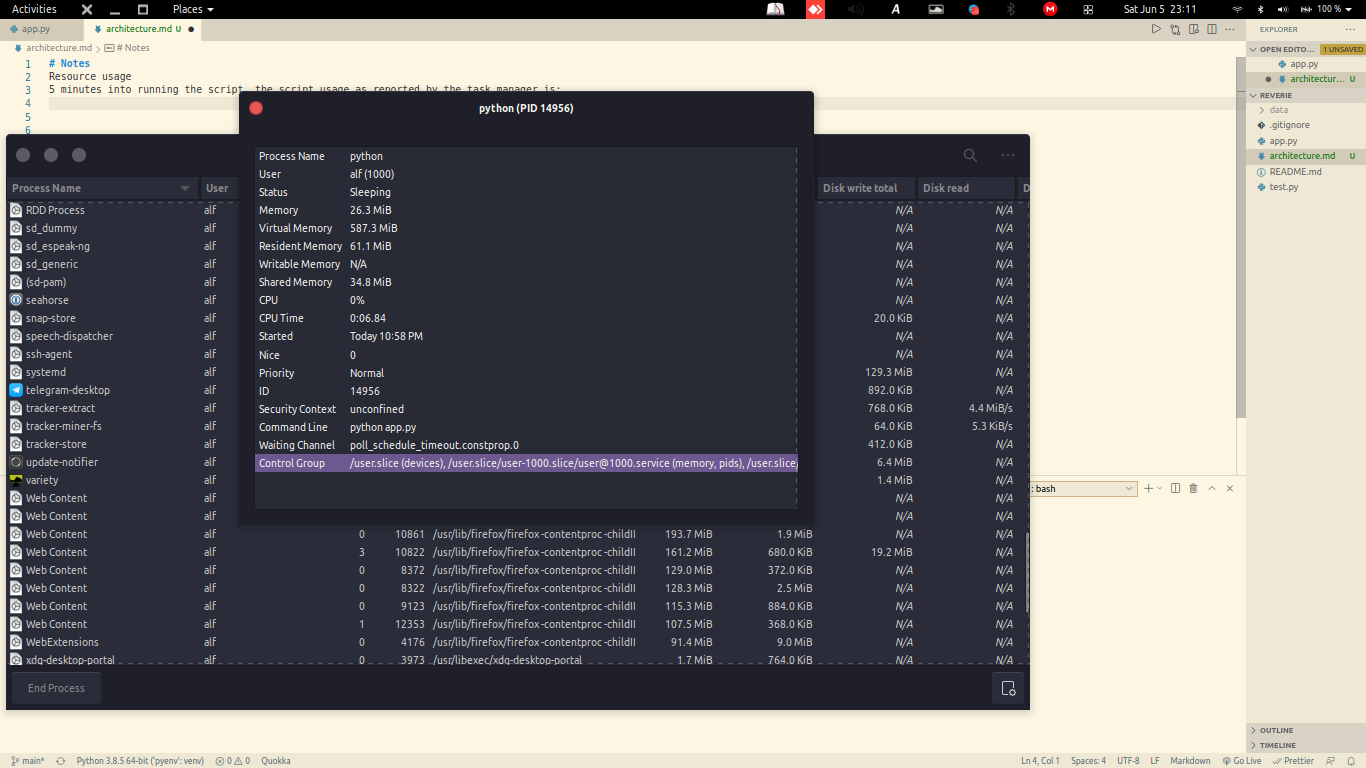 Activities
Places
A
M
Sat Jun 5 23:11
100 %
app.py
architecture.md U
architecture.md > # Notes
1 # Notes
2 Resource usage
3 5 minutes into running the script, the script usage as reported by the task manager is:
4
5
6
EXPLORER
OPEN EDITO... 1 UNSAVED
app.py
architectur... U
REVERIE
data
.gitignore
app.py
architecture.md U
README.md
test.py
OUTLINE
TIMELINE
python (PID 14956)
Process Name python
User alf (1000)
Status Sleeping
Memory 26.3 MiB
Virtual Memory 587.3 MiB
Resident Memory 61.1 MiB
Writable Memory N/A
Shared Memory 34.8 MiB
CPU 0%
CPU Time 0:06.84
Started Today 10:58 PM
Nice 0
Priority Normal
ID 14956
Security Context unconfined
Command Line python app.py
Waiting Channel poll_schedule_timeout.constprop.0
Control Group /user.slice (devices), /user.slice/user-1000.slice/user@1000.service (memory, pids), /user.slice/
Process Name User Disk write total Disk read D
RDD Process alf N/A N/A
sd_dummy alf N/A N/A
sd_espeak-ng alf N/A N/A
sd_generic alf N/A N/A
(sd-pam) alf N/A N/A
seahorse alf N/A N/A
snap-store alf 20.0 KiB N/A
speech-dispatcher alf N/A N/A
ssh-agent alf N/A N/A
systemd alf 129.3 MiB N/A
telegram-desktop alf 892.0 KiB N/A
tracker-extract alf 768.0 KiB 4.4 MiB/s
tracker-miner-fs alf 64.0 KiB 5.3 KiB/s
tracker-store alf 412.0 KiB N/A
update-notifier alf 6.4 MiB N/A
variety alf 1.4 MiB N/A
Web Content alf N/A N/A
Web Content alf N/A N/A
Web Content alf 0 10861 /usr/lib/firefox/firefox -contentproc -childII 193.7 MiB 1.9 MiB N/A N/A
Web Content alf 3 10822 /usr/lib/firefox/firefox -contentproc -childII 161.2 MiB 680.0 KiB 19.2 MiB N/A
Web Content alf 0 8372 /usr/lib/firefox/firefox -contentproc -childII 129.0 MiB 372.0 KiB N/A N/A
Web Content alf 0 8322 /usr/lib/firefox/firefox -contentproc -childII 128.3 MiB 2.5 MiB N/A N/A
Web Content alf 0 9123 /usr/lib/firefox/firefox -contentproc -childII 115.3 MiB 884.0 KiB N/A N/A
Web Content alf 1 12353 /usr/lib/firefox/firefox -contentproc -childII 107.5 MiB 368.0 KiB N/A N/A
WebExtensions alf 0 4176 /usr/lib/firefox/firefox -contentproc -childII 91.4 MiB 9.0 MiB N/A N/A
xdg-desktop-portal alf 0 3973 /usr/libexec/xdg-desktop-portal 1.7 MiB 764.0 KiB N/A N/A
End Process
: bash
main*
Python 3.8.5 64-bit ('pyenv': venv)
0 0
Quokka
Ln 4, Col 1
Spaces: 4
UTF-8
LF
Markdown
Go Live
Prettier